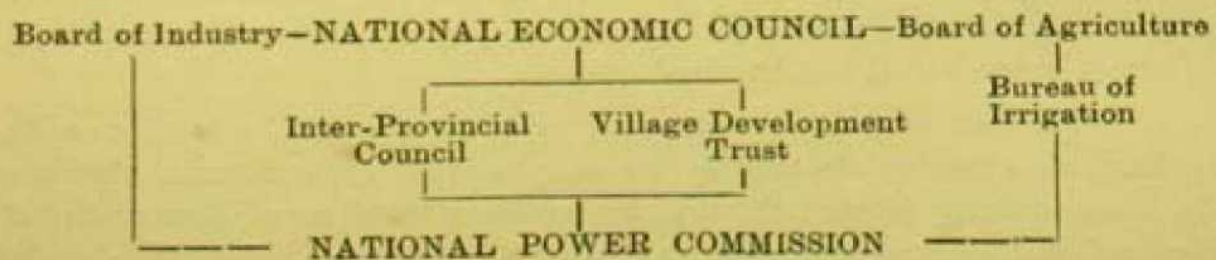 Board of Industry—NATIONAL ECONOMIC COUNCIL—Board of Agriculture
Inter-Provincial
Council
Village Development
Trust
Bureau of
Irrigation
NATIONAL POWER COMMISSION